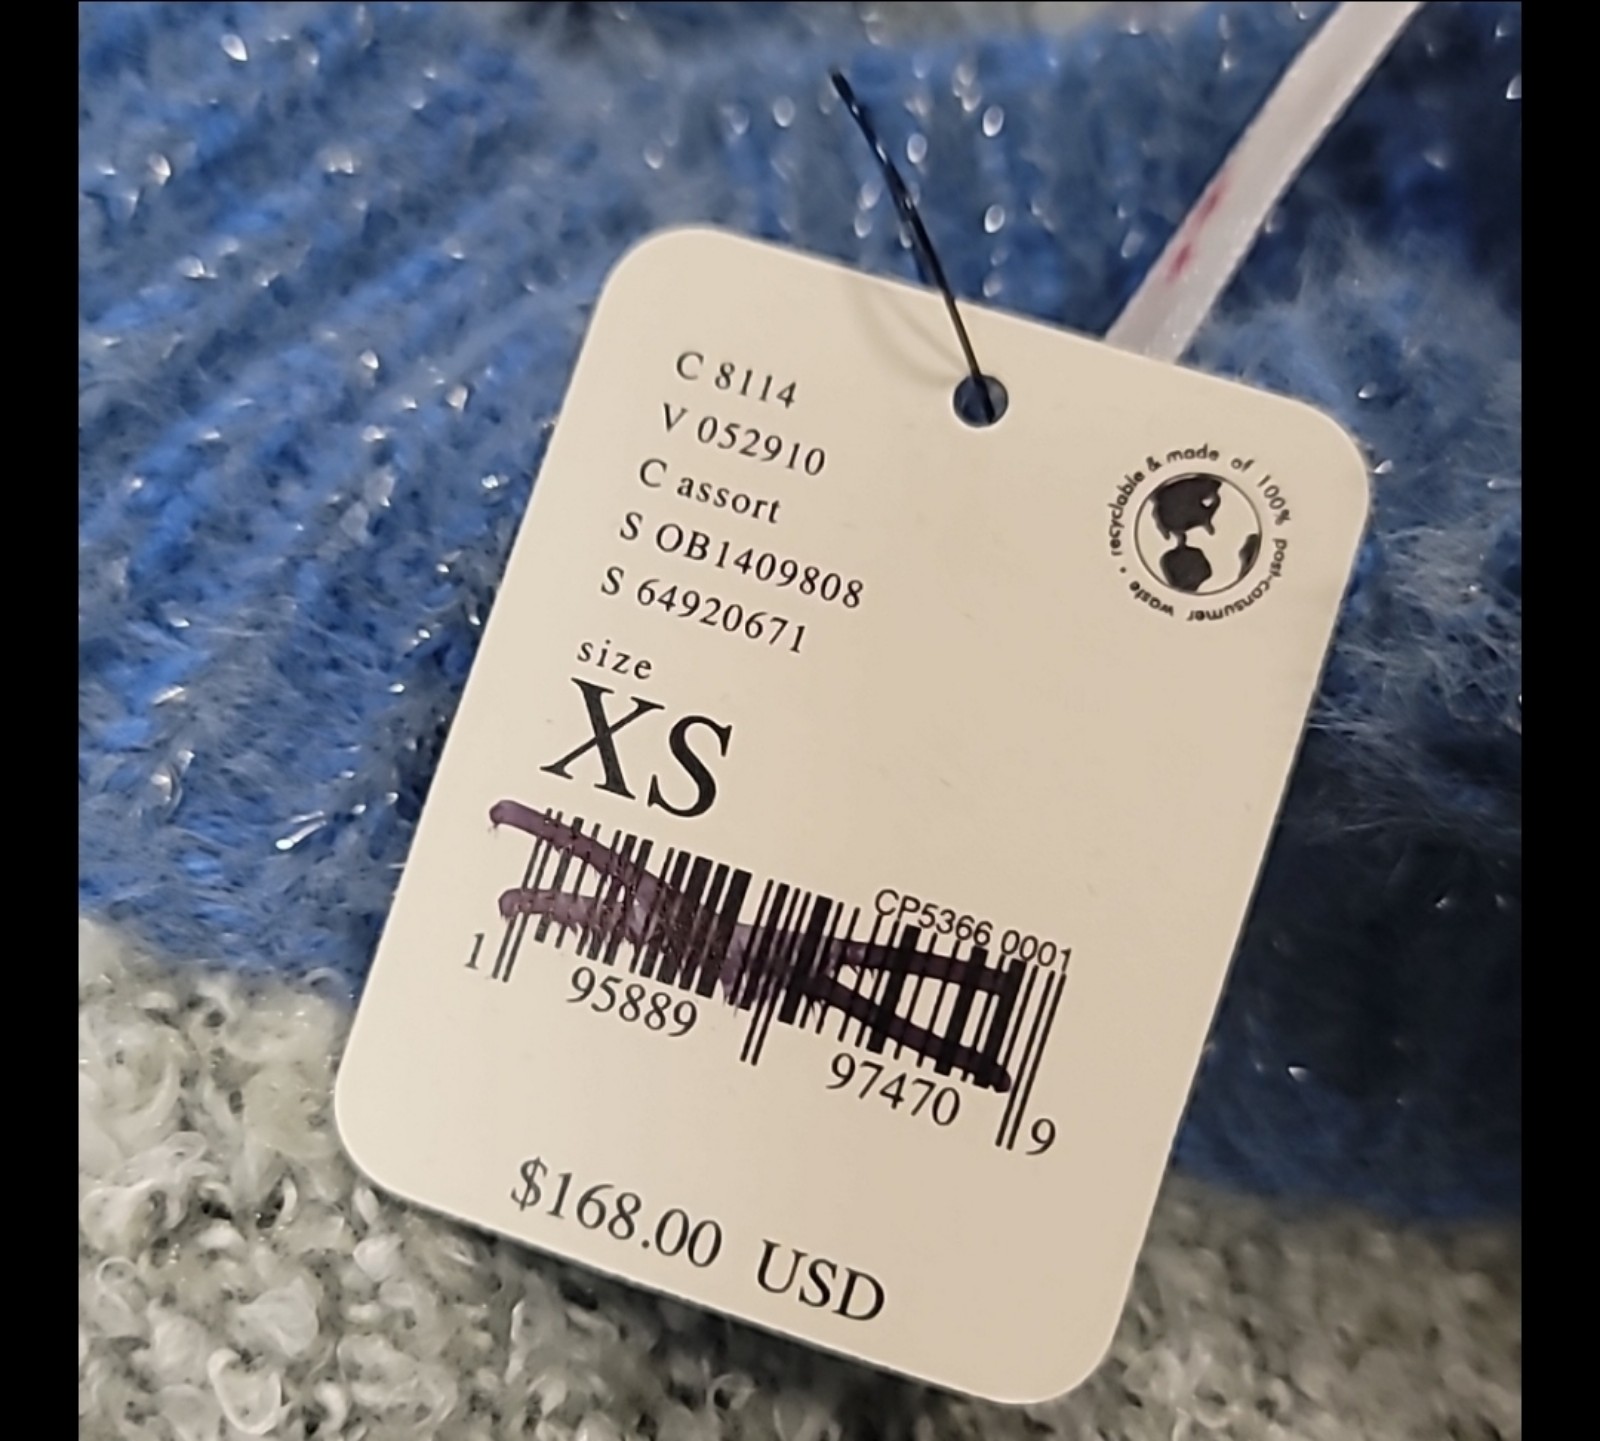 C 8114
V 052910
C assort
S OB1409808
S 64920671
recyclable & made of 100% post-consumer waste •
size
XS
CP5366 0001
1 95889 97470 9
$168.00 USD